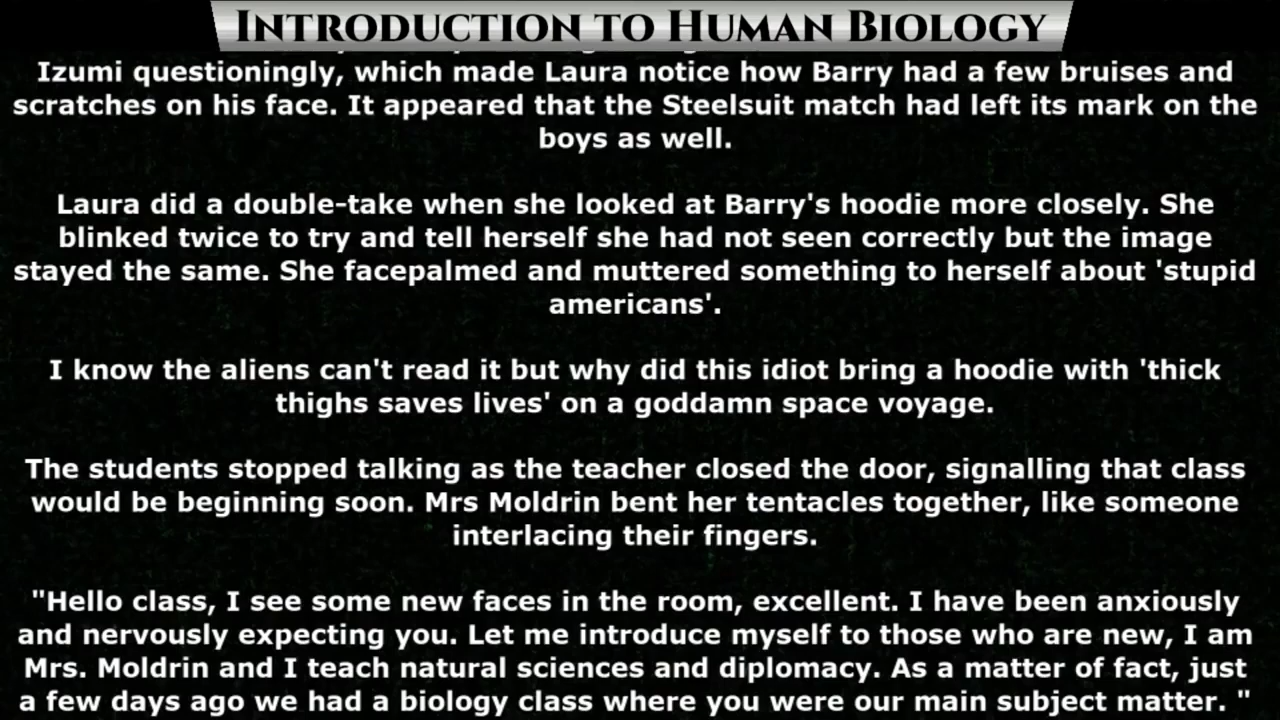 Introduction to Human Biology
Izumi questioningly, which made Laura notice how Barry had a few bruises and
scratches on his face. It appeared that the Steelsuit match had left its mark on the
boys as well.
Laura did a double-take when she looked at Barry's hoodie more closely. She
blinked twice to try and tell herself she had not seen correctly but the image
stayed the same. She facepalmed and muttered something to herself about 'stupid
americans'.
I know the aliens can't read it but why did this idiot bring a hoodie with 'thick
thighs saves lives' on a goddamn space voyage.
The students stopped talking as the teacher closed the door, signalling that class
would be beginning soon. Mrs Moldrin bent her tentacles together, like someone
interlacing their fingers.
"Hello class, I see some new faces in the room, excellent. I have been anxiously
and nervously expecting you. Let me introduce myself to those who are new, I am
Mrs. Moldrin and I teach natural sciences and diplomacy. As a matter of fact, just
a few days ago we had a biology class where you were our main subject matter. "